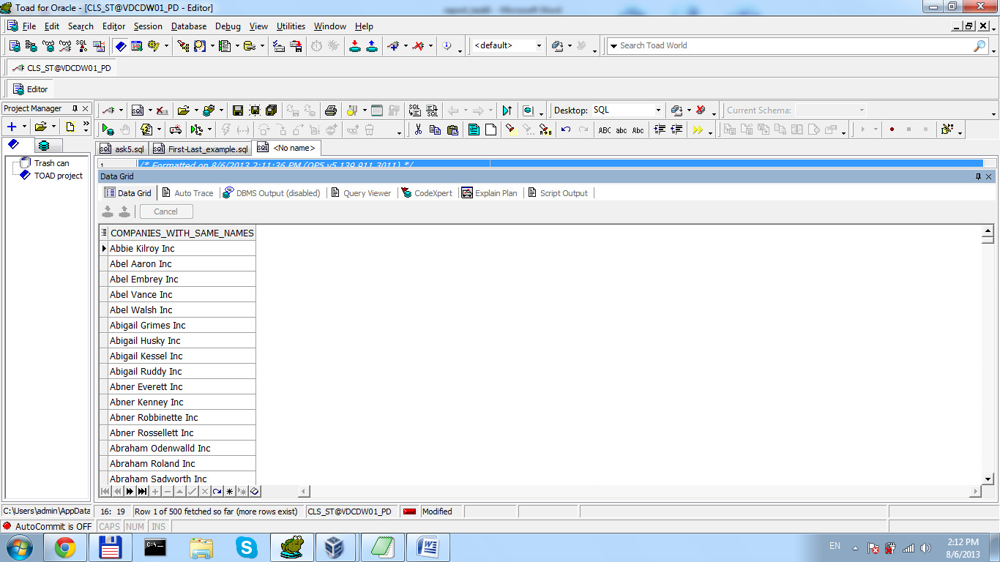 Toad for Oracle - [CLS_ST@VDCDW01_PD - Editor]
File Edit Search Editor Session Database Debug View Utilities Window Help
SQL <default> Search Toad World
CLS_ST@VDCDW01_PD
Editor
Project Manager
SQL Desktop: SQL Current Schema:
ABC abc Abc
ask5.sql First-Last_example.sql <No name>
Trash can
TOAD project
1 /* Formatted on 8/6/2013 2:11:36 PM (QP5 v5.139.911.3011) */
Data Grid
Data Grid Auto Trace DBMS Output (disabled) Query Viewer CodeXpert Explain Plan Script Output
Cancel
COMPANIES_WITH_SAME_NAMES
Abbie Kilroy Inc
Abel Aaron Inc
Abel Embrey Inc
Abel Vance Inc
Abel Walsh Inc
Abigail Grimes Inc
Abigail Husky Inc
Abigail Kessel Inc
Abigail Ruddy Inc
Abner Everett Inc
Abner Kenney Inc
Abner Robbinette Inc
Abner Rossellett Inc
Abraham Odenwalld Inc
Abraham Roland Inc
Abraham Sadworth Inc
C:\Users\admin\AppData 16: 19 Row 1 of 500 fetched so far (more rows exist) CLS_ST@VDCDW01_PD Modified
AutoCommit is OFF CAPS NUM INS
EN 2:12 PM
8/6/2013